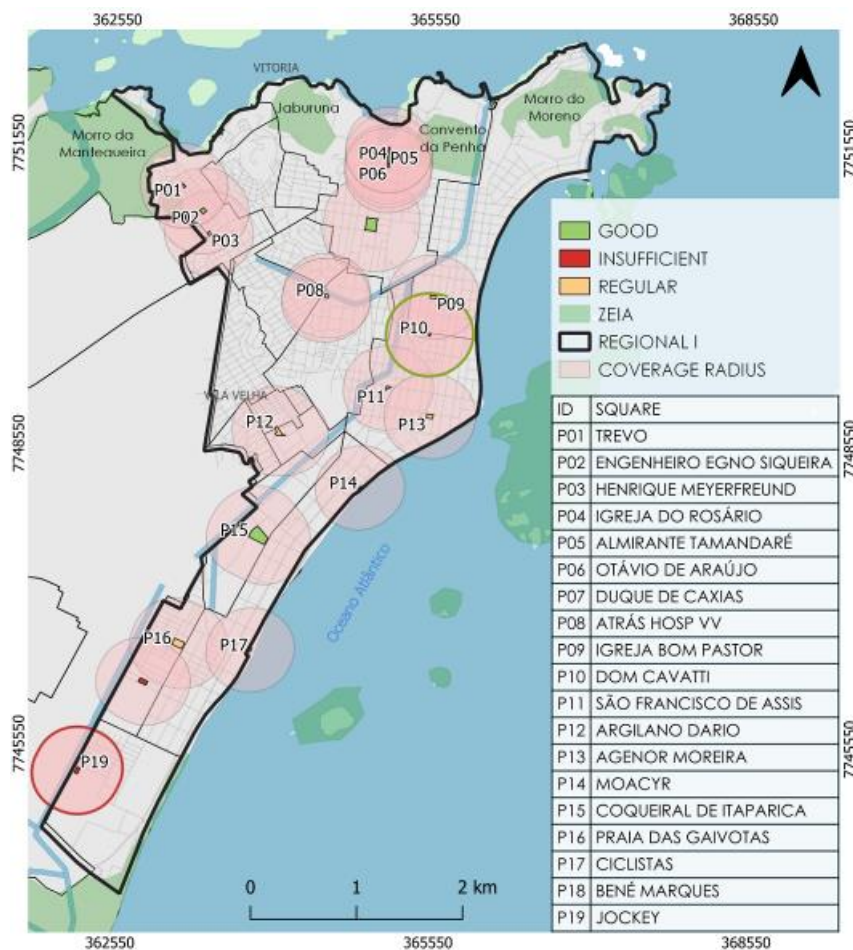 362550 365550 368550
VITORIA
Jaburuna
Morro do
Moreno
Morro da
Manteaueira
Convento
da Penha
7751550 7751550
P04
P05
P06
P01
P02
P03
P08
P09
P10
P11
VILA VELHA
P12
P13
P14
P15
P16
P17
P19
Oceano Atlântico
7748550 7748550
7745550 7745550
GOOD
INSUFFICIENT
REGULAR
ZEIA
REGIONAL I
COVERAGE RADIUS
ID SQUARE
P01 TREVO
P02 ENGENHEIRO EGNO SIQUEIRA
P03 HENRIQUE MEYERFREUND
P04 IGREJA DO ROSÁRIO
P05 ALMIRANTE TAMANDARÉ
P06 OTÁVIO DE ARAÚJO
P07 DUQUE DE CAXIAS
P08 ATRÁS HOSP VV
P09 IGREJA BOM PASTOR
P10 DOM CAVATTI
P11 SÃO FRANCISCO DE ASSIS
P12 ARGILANO DARIO
P13 AGENOR MOREIRA
P14 MOACYR
P15 COQUEIRAL DE ITAPARICA
P16 PRAIA DAS GAIVOTAS
P17 CICLISTAS
P18 BENÉ MARQUES
P19 JOCKEY
0 1 2 km
362550 365550 368550